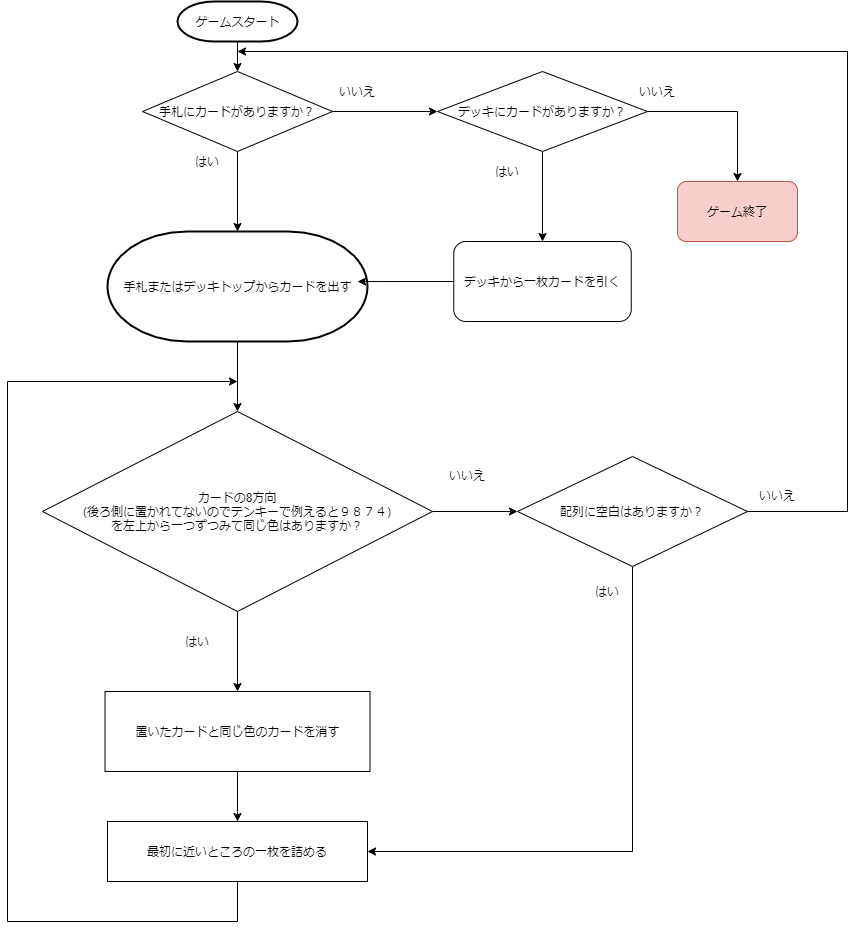 ゲームスタート
手札にカードがありますか?
いいえ
デッキにカードがありますか?
いいえ
はい
はい
ゲーム終了
手札またはデッキトップからカードを出す
デッキから一枚カードを引く
カードの8方向
(後ろ側に置かれてないのでテンキーで例えると9874)
を左上から一つずつみて同じ色はありますか?
いいえ
配列に空白はありますか?
いいえ
はい
はい
置いたカードと同じ色のカードを消す
最初に近いところの一枚を詰める